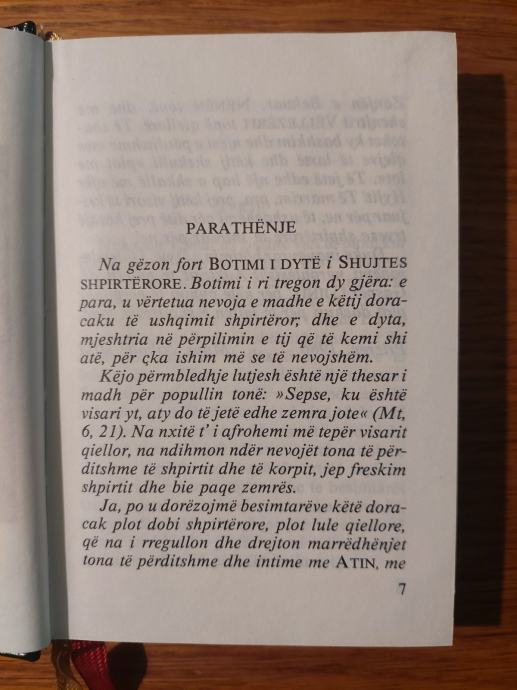 PARATHËNJE
Na gëzon fort BOTIMI I DYTË i SHUJTES
SHPIRTËRORE. Botimi i ri tregon dy gjëra: e
para, u vërtetua nevoja e madhe e këtij dora-
caku të ushqimit shpirtëror; dhe e dyta,
mjeshtria në përpilimin e tij që të kemi shi
atë, për çka ishim më se të nevojshëm.
Këjo përmbledhje lutjesh është një thesar i
madh për popullin tonë: »Sepse, ku është
visari yt, aty do të jetë edhe zemra jote« (Mt,
6, 21). Na nxitë t' i afrohemi më tepër visarit
qiellor, na ndihmon ndër nevojët tona të për-
ditshme të shpirtit dhe të korpit, jep freskim
shpirtit dhe bie paqe zemrës.
Ja, po u dorëzojmë besimtarëve këtë dora-
cak plot dobi shpirtërore, plot lule qiellore,
që na i rregullon dhe drejton marrëdhënjet
tona të përditshme dhe intime me ATIN, me
7